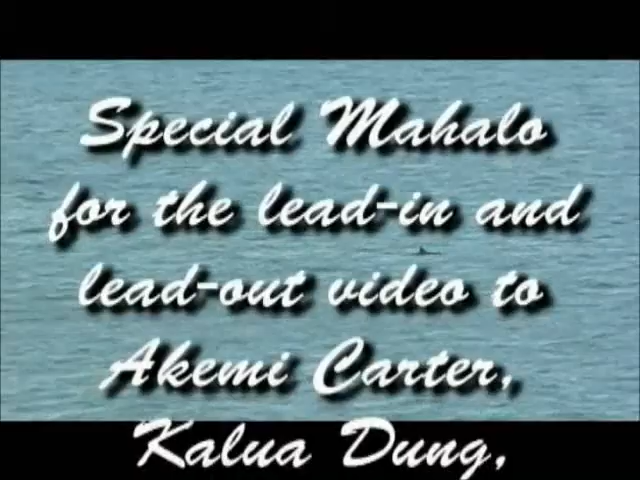 Special Mahalo
for the lead-in and
lead-out video to
Akemi Carter,
Kalua Dung,